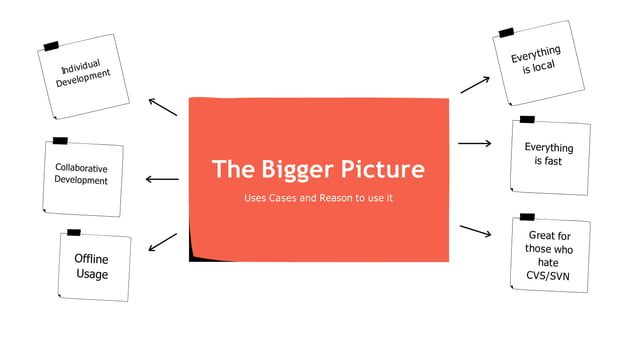 Individual
Development
Collaborative
Development
Offline
Usage
The Bigger Picture
Uses Cases and Reason to use it
Everything
is local
Everything
is fast
Great for
those who
hate
CVS/SVN